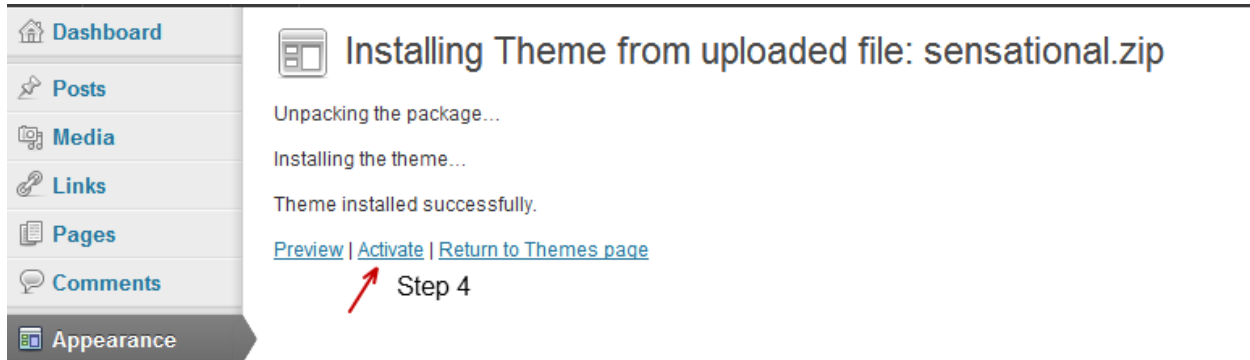 Dashboard
Posts
Media
Links
Pages
Comments
Appearance
Installing Theme from uploaded file: sensational.zip
Unpacking the package…
Installing the theme…
Theme installed successfully.
Preview | Activate | Return to Themes page
Step 4